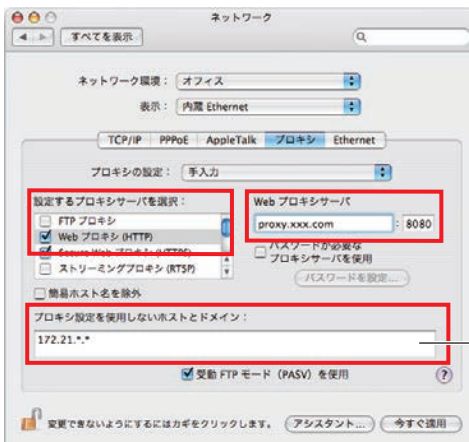 ネットワーク
すべてを表示
ネットワーク環境： オフィス
表示： 内蔵 Ethernet
TCP/IP PPPoE AppleTalk プロキシ Ethernet
プロキシの設定： 手入力
設定するプロキシサーバを選択：
FTP プロキシ
Web プロキシ (HTTP)
Secure Web プロキシ (HTTPS)
ストリーミングプロキシ (RTSP)
Web プロキシサーバ
proxy.xxx.com : 8080
パスワードが必要な
プロキシサーバを使用
パスワードを設定...
簡易ホスト名を除外
プロキシ設定を使用しないホストとドメイン：
172.21.*.*
受動 FTP モード（PASV）を使用
?
変更できないようにするにはカギをクリックします。 アシスタント... 今すぐ適用